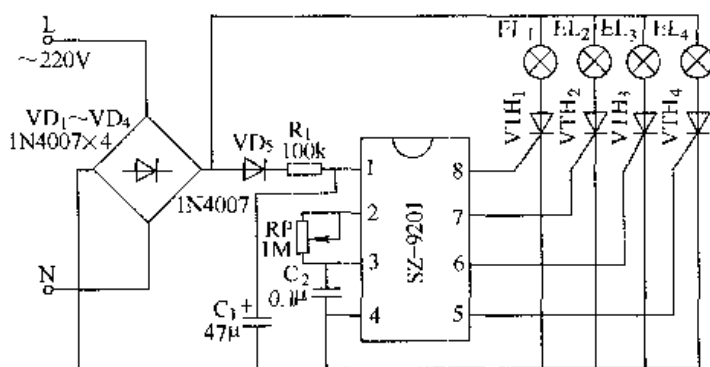 L
～220V
VD1～VD4
1N4007×4
VD5
R1
100k
1N4007
N
RP
1M
C2
0.1μ
C1
+
47μ
SZ-9201
1
2
3
4
8
7
6
5
EL1
EL2
EL3
EL4
VTH1
VTH2
VTH3
VTH4